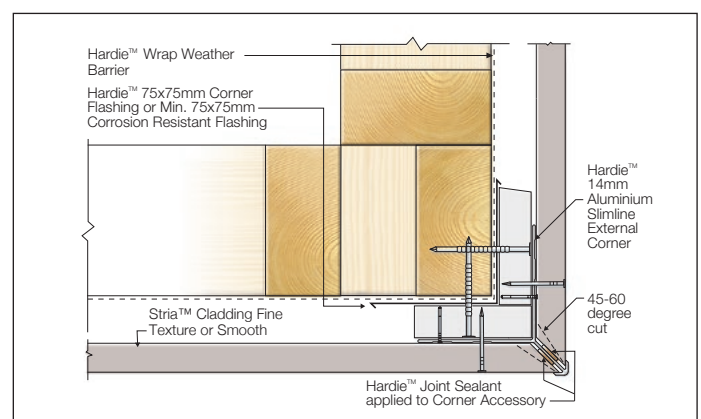 Hardie™ Wrap Weather
Barrier
Hardie™ 75x75mm Corner
Flashing or Min. 75x75mm
Corrosion Resistant Flashing
Hardie™
14mm
Aluminium
Slimline
External
Corner
45-60
degree
cut
Stria™ Cladding Fine
Texture or Smooth
Hardie™ Joint Sealant
applied to Corner Accessory